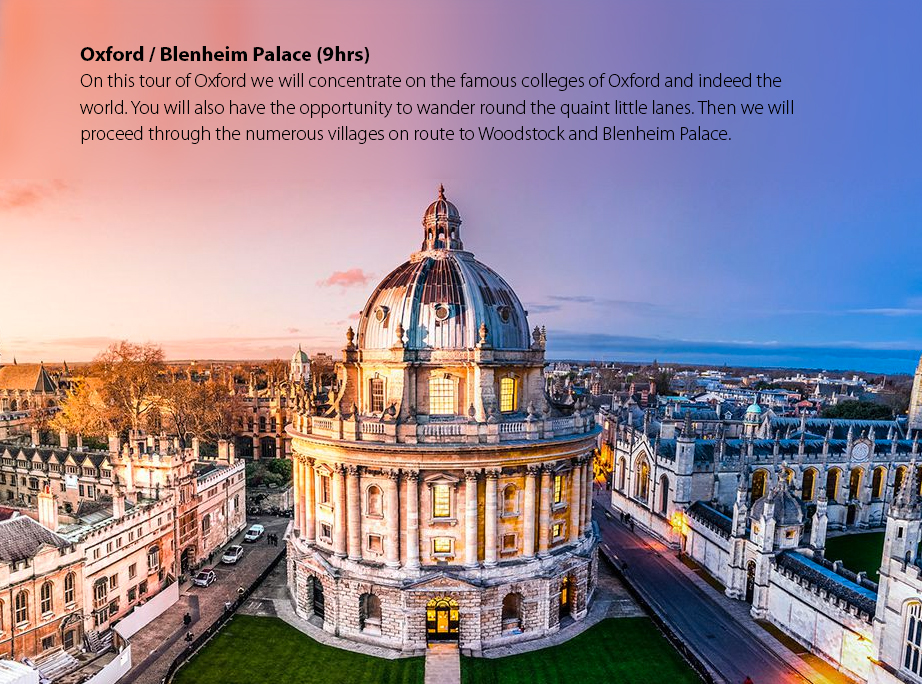 Oxford / Blenheim Palace (9hrs)
On this tour of Oxford we will concentrate on the famous colleges of Oxford and indeed the
world. You will also have the opportunity to wander round the quaint little lanes. Then we will
proceed through the numerous villages on route to Woodstock and Blenheim Palace.